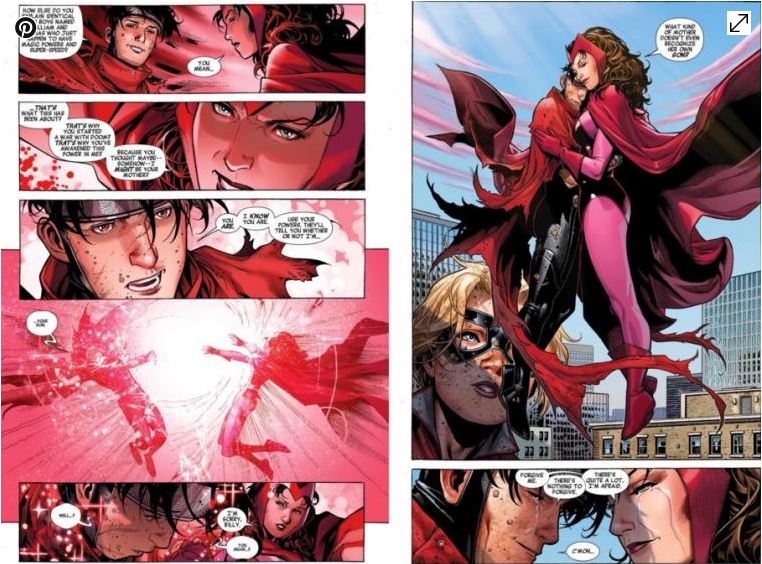 HOW ELSE DO YOU
EXPLAIN IDENTICAL
BOYS NAMED
WILLIAM AND
WHO JUST
HAPPEN TO HAVE
MAGIC POWERS AND
SUPER-SPEED?
YOU
MEAN...
...THAT'S
WHAT THIS HAS
BEEN ABOUT?
THAT'S WHY
YOU STARTED
A WAR WITH DOOM?
THAT'S WHY YOU'VE
AWAKENED THIS
POWER IN ME?
BECAUSE YOU
THOUGHT MAYBE--
SOMEHOW--I
MIGHT BE YOUR
MOTHER?
YOU
ARE.
I KNOW
YOU ARE.
USE YOUR
POWERS. THEY'LL
TELL YOU WHETHER
OR NOT I'M...
...YOUR
SON.
WELL...?
I'M
SORRY,
BILLY.
YOU
MEAN...?
WHAT KIND
OF MOTHER
DOESN'T EVEN
RECOGNIZE
HER OWN
SON?
FORGIVE
ME.
THERE'S
NOTHING TO
FORGIVE.
THERE'S
QUITE A LOT,
I'M AFRAID.
C'MON...